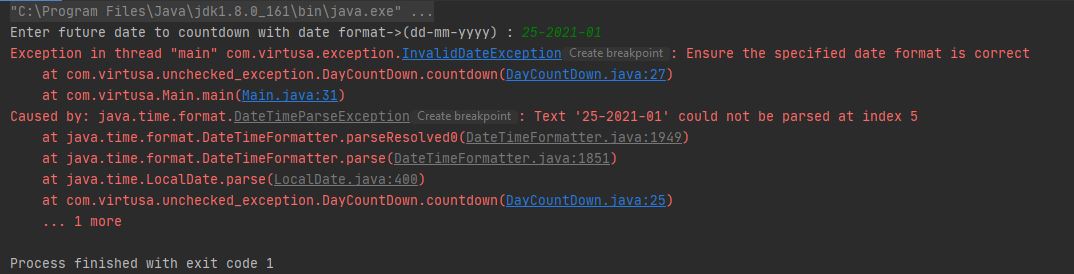 "C:\Program Files\Java\jdk1.8.0_161\bin\java.exe" ...
Enter future date to countdown with date format->(dd-mm-yyyy) : 25-2021-01
Exception in thread "main" com.virtusa.exception.InvalidDateException Create breakpoint : Ensure the specified date format is correct
    at com.virtusa.unchecked_exception.DayCountDown.countdown(DayCountDown.java:27)
    at com.virtusa.Main.main(Main.java:31)
Caused by: java.time.format.DateTimeParseException Create breakpoint : Text '25-2021-01' could not be parsed at index 5
    at java.time.format.DateTimeFormatter.parseResolved0(DateTimeFormatter.java:1949)
    at java.time.format.DateTimeFormatter.parse(DateTimeFormatter.java:1851)
    at java.time.LocalDate.parse(LocalDate.java:400)
    at com.virtusa.unchecked_exception.DayCountDown.countdown(DayCountDown.java:25)
    ... 1 more
Process finished with exit code 1